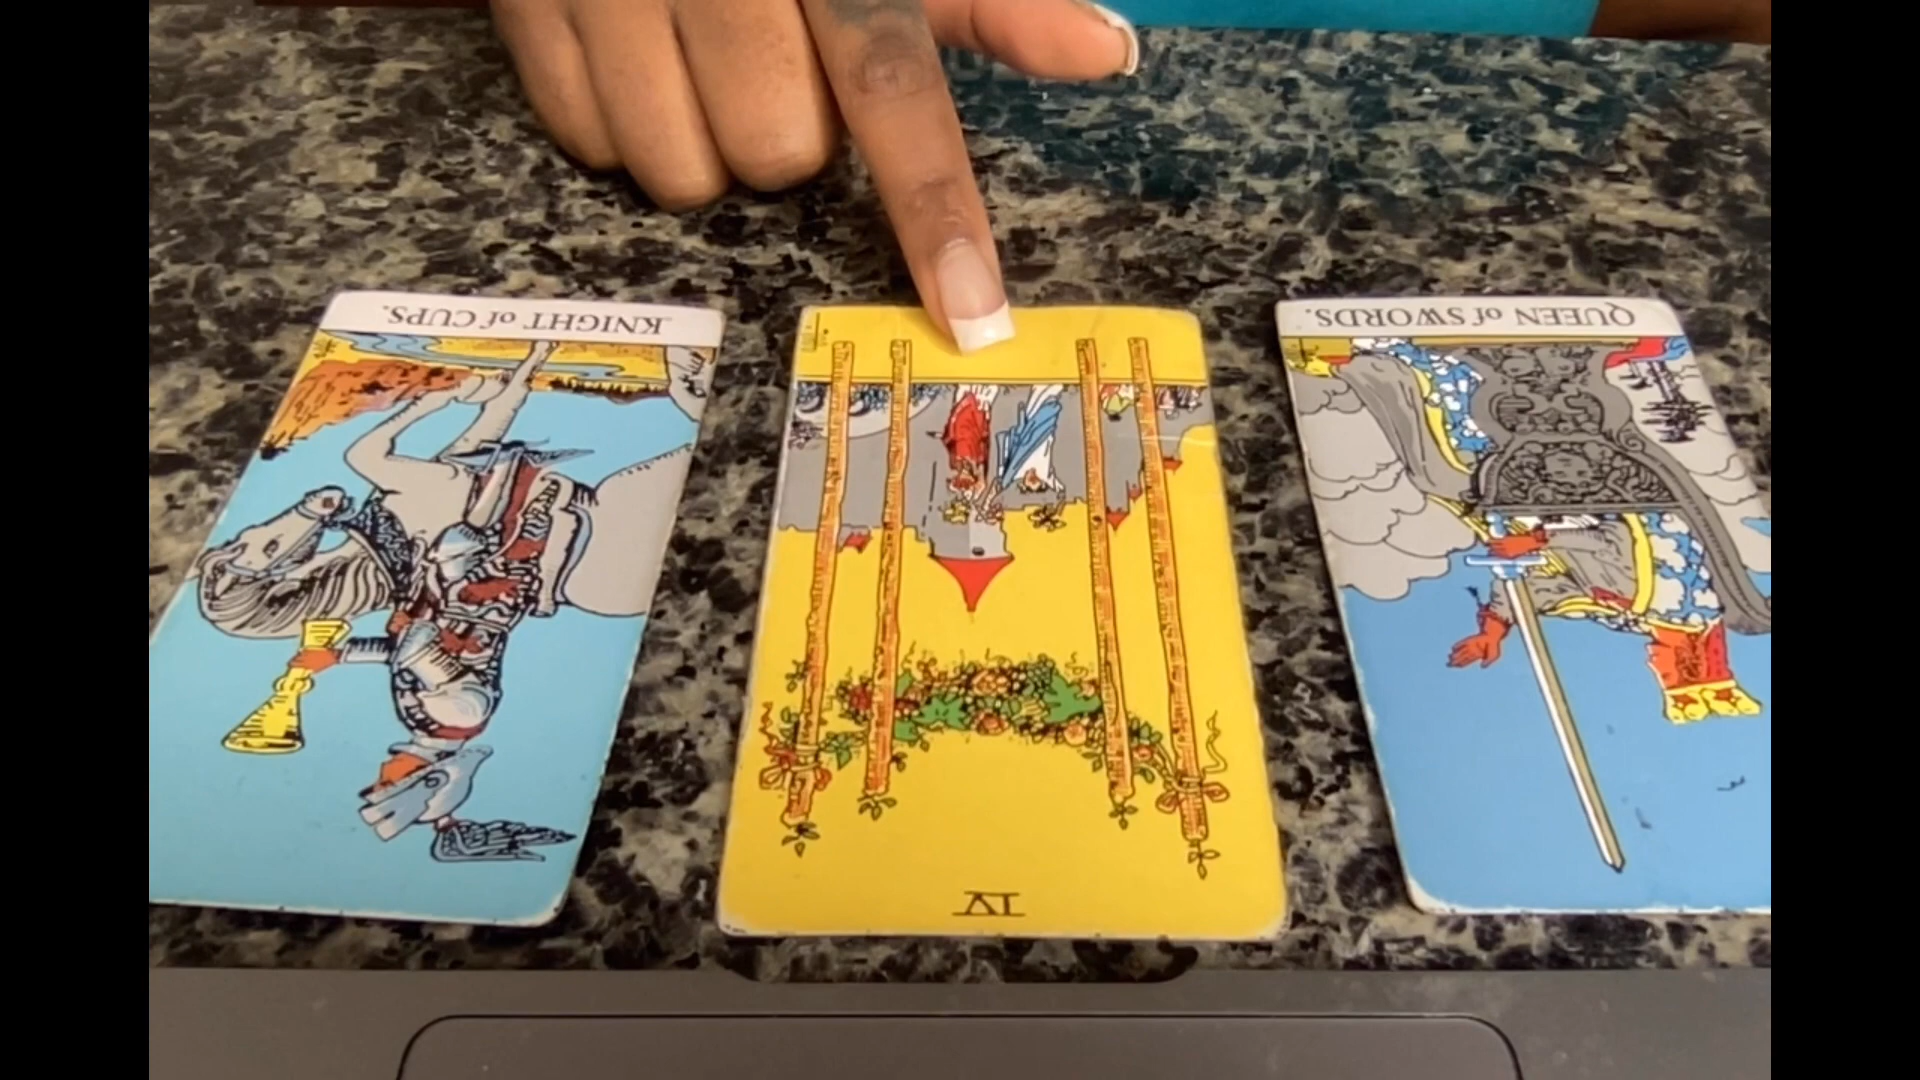 KNIGHT of CUPS.
QUEEN of SWORDS.
IV